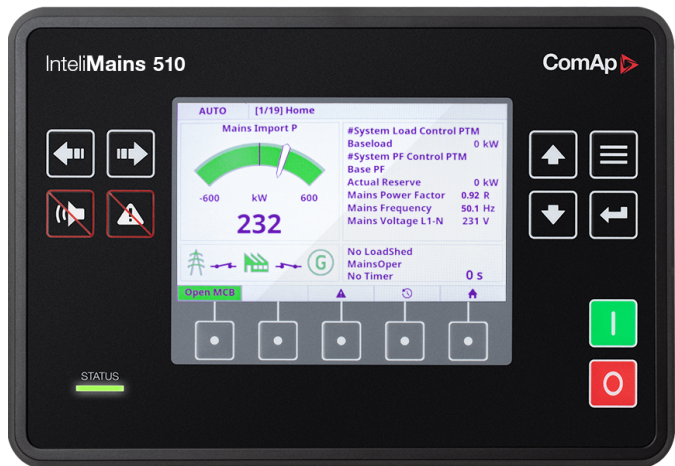 InteliMains 510
ComAp
AUTO [1/19] Home
Mains Import P
-600 kW 600
232
#System Load Control PTM
Baseload 0 kW
#System PF Control PTM
Base PF
Actual Reserve 0 kW
Mains Power Factor 0.92 R
Mains Frequency 50.1 Hz
Mains Voltage L1-N 231 V
G
No LoadShed
MainsOper
No Timer 0 s
Open MCB
STATUS
I
O